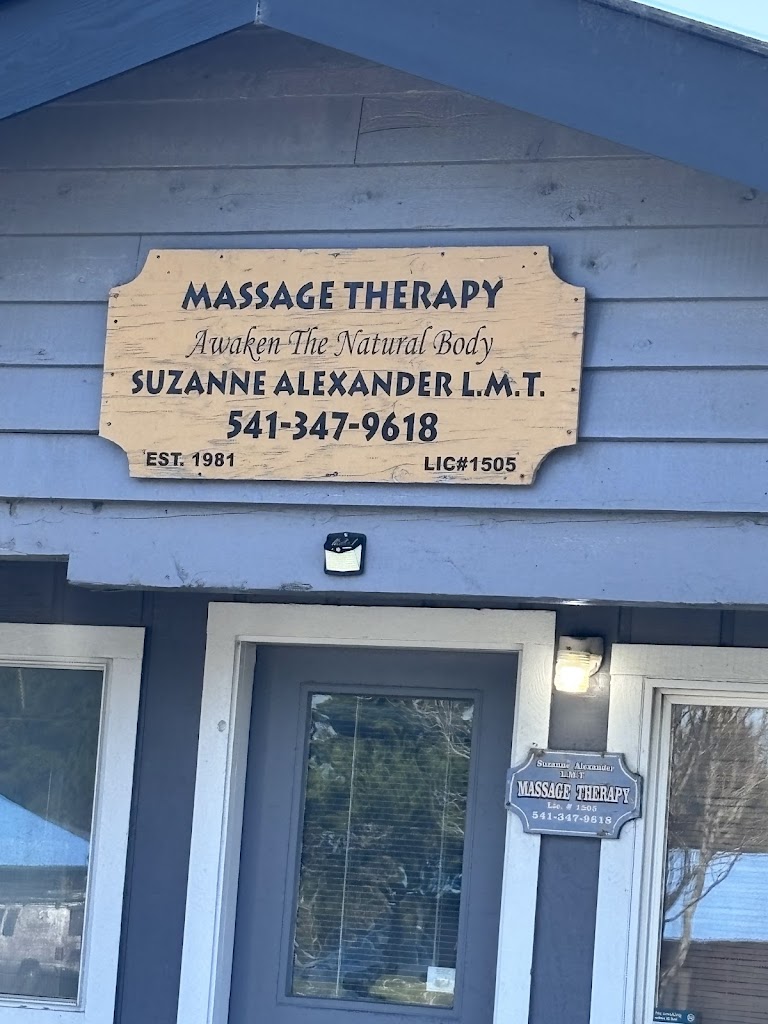 MASSAGE THERAPY
Awaken The Natural Body
SUZANNE ALEXANDER L.M.T.
541-347-9618
EST. 1981 LIC#1505
Suzanne Alexander
L.M.T
MASSAGE THERAPY
Lic. # 1505
541-347-9618